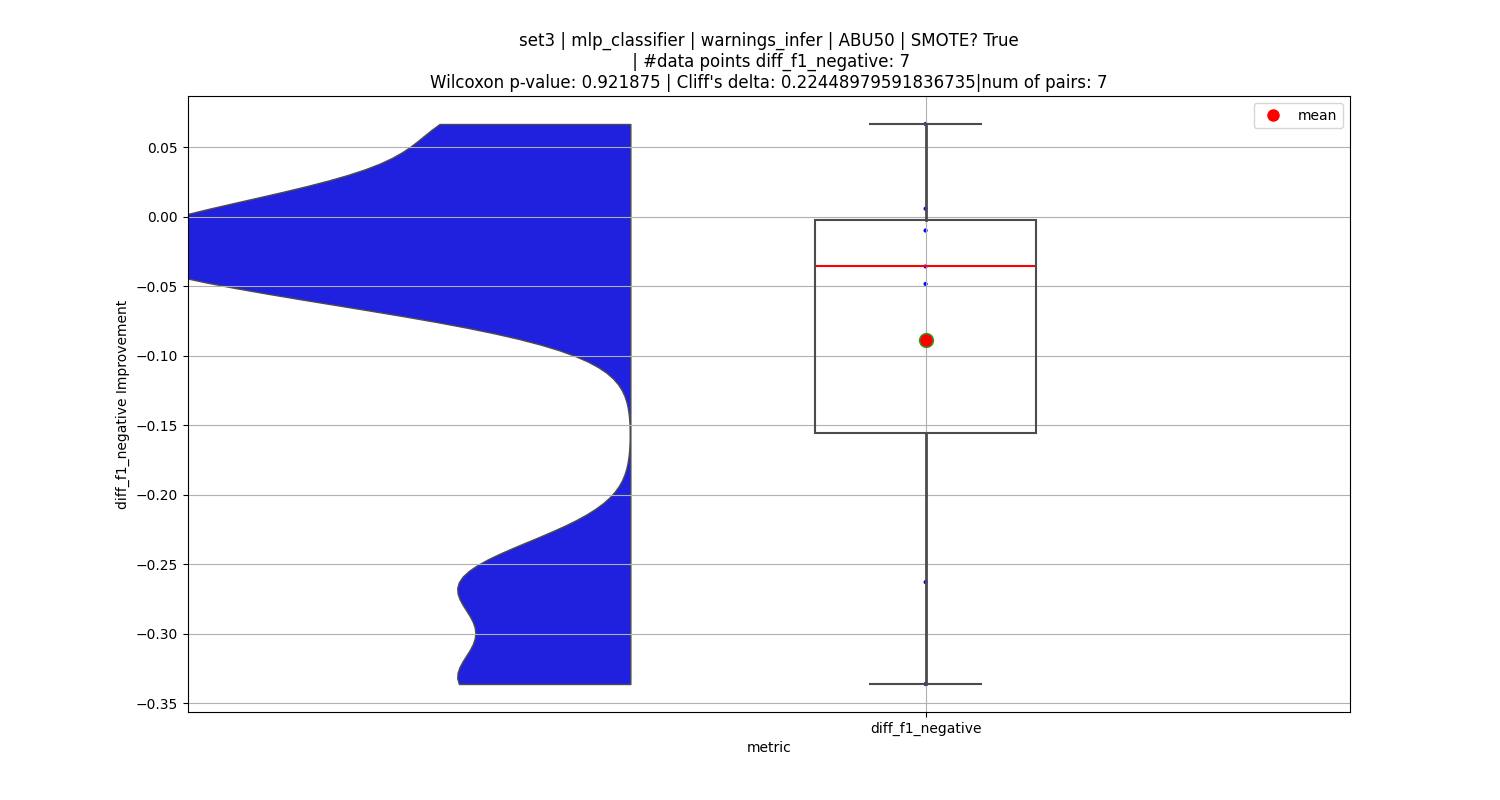 set3 | mlp_classifier | warnings_infer | ABU50 | SMOTE? True
| #data points diff_f1_negative: 7
Wilcoxon p-value: 0.921875 | Cliff's delta: 0.22448979591836735|num of pairs: 7
mean
0.05
0.00
−0.05
−0.10
−0.15
−0.20
−0.25
−0.30
−0.35
diff_f1_negative Improvement
diff_f1_negative
metric